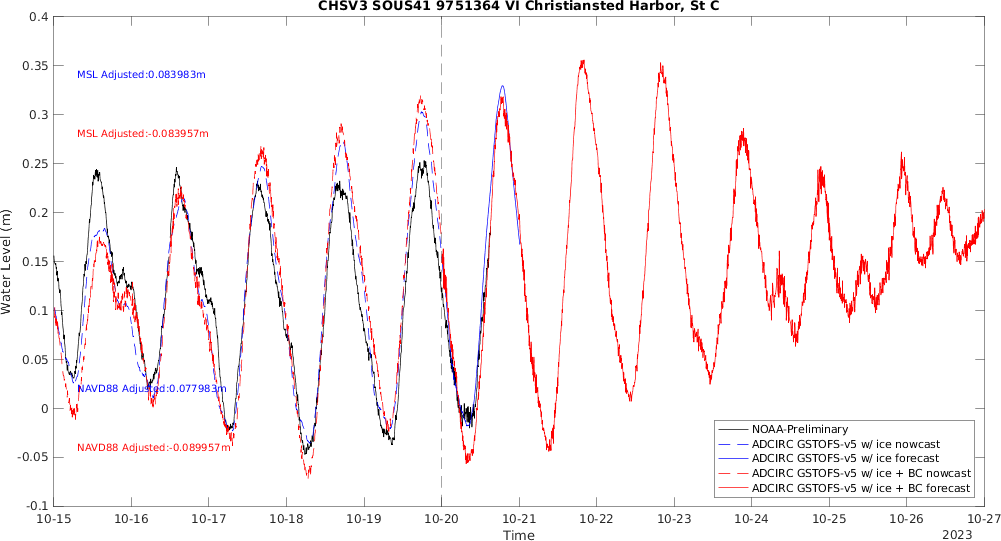 CHSV3 SOUS41 9751364 VI Christiansted Harbor, St C
0.4
0.35
0.3
0.25
0.2
0.15
0.1
0.05
0
-0.05
-0.1
Water Level (m)
MSL Adjusted:0.083983m
MSL Adjusted:-0.083957m
NAVD88 Adjusted:0.077983m
NAVD88 Adjusted:-0.089957m
NOAA-Preliminary
ADCIRC GSTOFS-v5 w/ ice nowcast
ADCIRC GSTOFS-v5 w/ ice forecast
ADCIRC GSTOFS-v5 w/ ice + BC nowcast
ADCIRC GSTOFS-v5 w/ ice + BC forecast
10-15 10-16 10-17 10-18 10-19 10-20 10-21 10-22 10-23 10-24 10-25 10-26 10-27
Time
2023